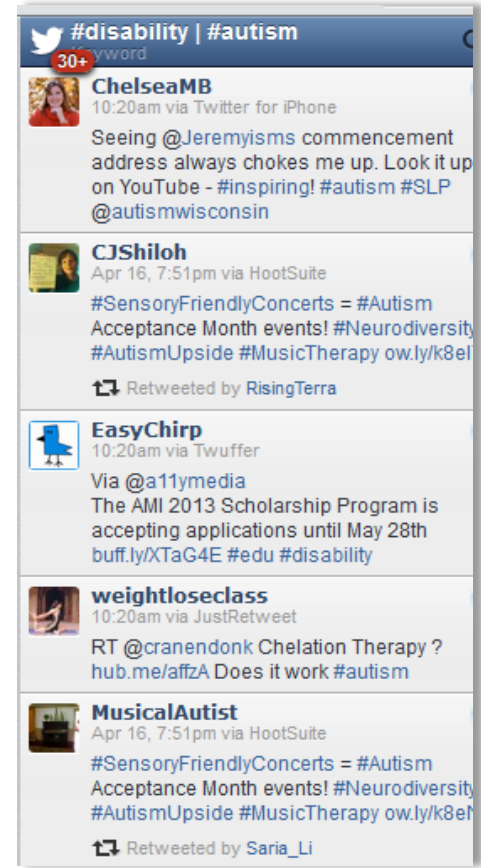 #disability | #autism
Keyword
30+
ChelseaMB
10:20am via Twitter for iPhone
Seeing @Jeremyisms commencement
address always chokes me up. Look it up
on YouTube - #inspiring! #autism #SLP
@autismwisconsin
CJShiloh
Apr 16, 7:51pm via HootSuite
#SensoryFriendlyConcerts = #Autism
Acceptance Month events! #Neurodiversity
#AutismUpside #MusicTherapy
Retweeted by RisingTerra
EasyChirp
10:20am via Twuffer
Via @a11ymedia
The AMI 2013 Scholarship Program is
accepting applications until May 28th
buff.ly/XTaG4E #edu #disability
weightloseclass
10:20am via JustRetweet
RT @cranendonk Chelation Therapy ?
hub.me/affzA Does it work #autism
MusicalAutist
Apr 16, 7:51pm via HootSuite
#SensoryFriendlyConcerts = #Autism
Acceptance Month events! #Neurodiversity
#AutismUpside #MusicTherapy
Retweeted by Saria_Li